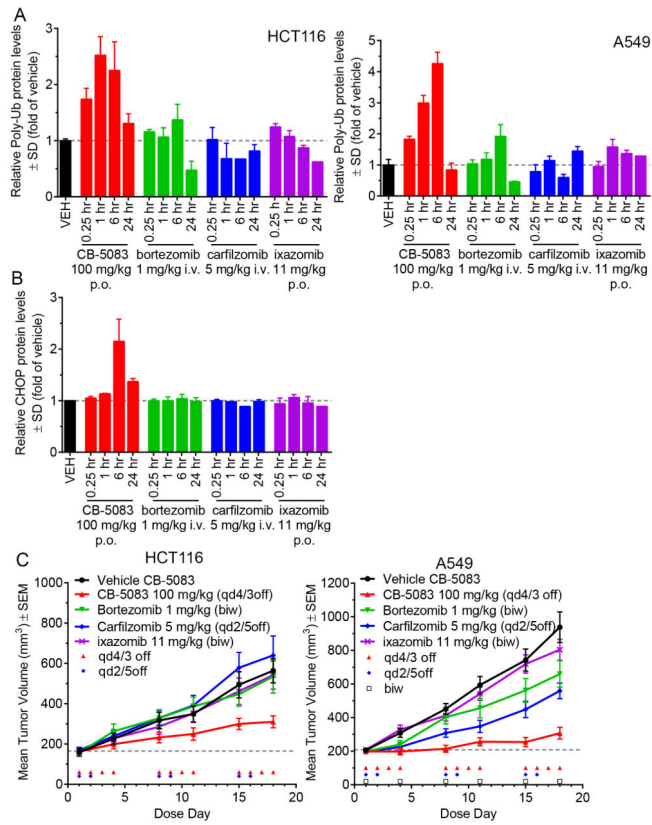 A
HCT116
Relative Poly-Ub protein levels
± SD (fold of vehicle)
3
2
1
0
VEH
0.25 hr
1 hr
6 hr
24 hr
0.25 hr
1 hr
6 hr
24 hr
0.25 h
1 hr
6 hr
24 hr
0.25 h
1 hr
6 hr
24 hr
CB-5083 bortezomib carfilzomib ixazomib
100 mg/kg 1 mg/kg i.v. 5 mg/kg i.v. 11 mg/kg
p.o. p.o.
A549
Relative Poly-Ub protein levels
± SD (fold of vehicle)
5
4
3
2
1
0
VEH
0.25 hr
1 hr
6 hr
24 hr
0.25 hr
1 hr
6 hr
24 hr
0.25 hr
1 hr
6 hr
24 hr
0.25 hr
1 hr
6 hr
24 hr
CB-5083 bortezomib carfilzomib ixazomib
100 mg/kg 1 mg/kg i.v. 5 mg/kg i.v. 11 mg/kg
p.o. p.o.
B
Relative CHOP protein levels
± SD (fold of vehicle)
3
2
1
0
VEH
0.25 hr
1 hr
6 hr
24 hr
0.25 hr
1 hr
6 hr
24 hr
0.25 hr
1 hr
6 hr
24 hr
0.25 hr
1 hr
6 hr
24 hr
CB-5083 bortezomib carfilzomib ixazomib
100 mg/kg 1 mg/kg i.v. 5 mg/kg i.v. 11 mg/kg
p.o. p.o.
C
HCT116
A549
Mean Tumor Volume (mm³) ± SEM
1000
800
600
400
200
0
0 5 10 15 20
Dose Day
Vehicle CB-5083
CB-5083 100 mg/kg (qd4/3off)
Bortezomib 1 mg/kg (biw)
Carfilzomib 5 mg/kg (qd2/5off)
ixazomib 11 mg/kg (biw)
qd4/3 off
qd2/5off
Mean Tumor Volume (mm³) ± SEM
1200
1000
800
600
400
200
0
0 5 10 15 20
Dose Day
Vehicle CB-5083
CB-5083 100 mg/kg (qd4/3off)
Bortezomib 1 mg/kg (biw)
Carfilzomib 5 mg/kg (qd2/5off)
ixazomib 11 mg/kg (biw)
qd4/3 off
qd2/5off
biw